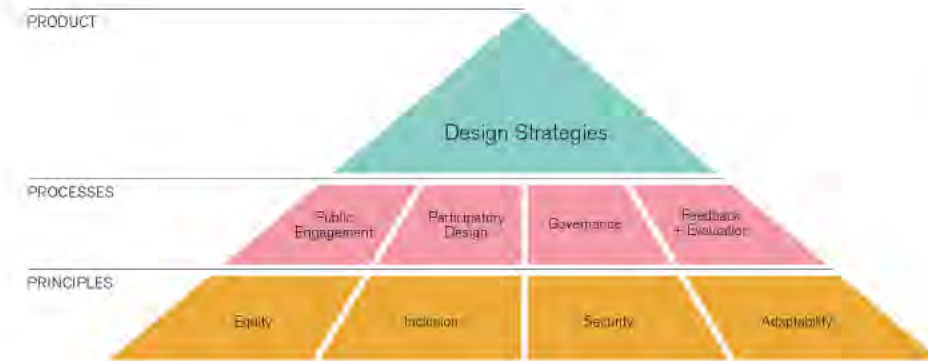 PRODUCT
Design Strategies
PROCESSES
Public
Engagement
Participatory
Design
Governance
Feedback
+ Evaluation
PRINCIPLES
Equity
Inclusion
Security
Adaptability